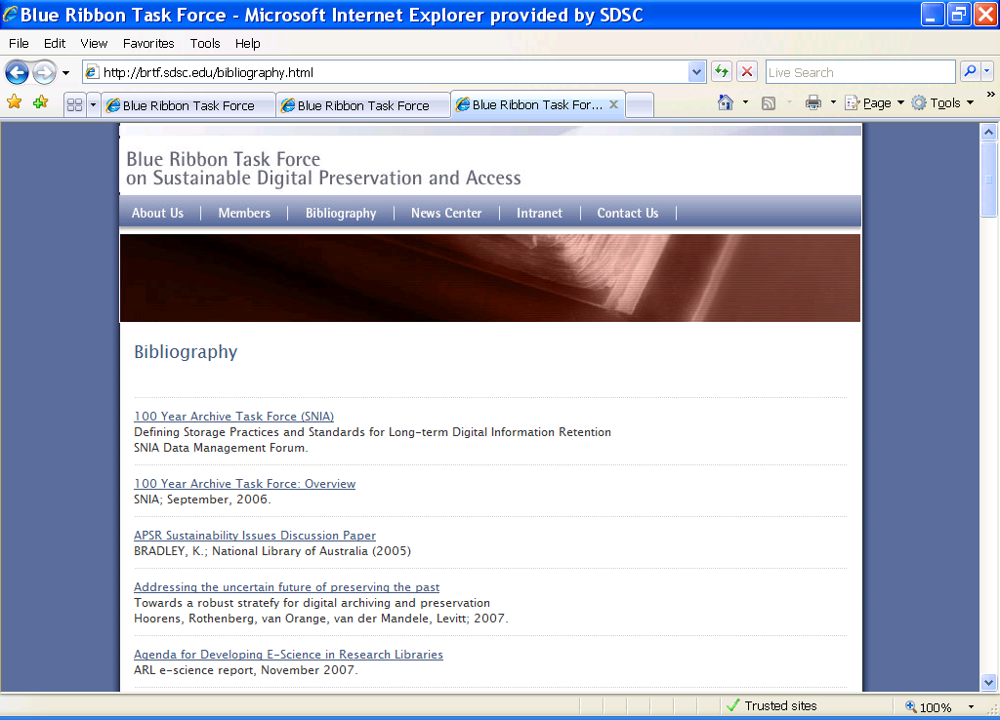 Blue Ribbon Task Force - Microsoft Internet Explorer provided by SDSC
File Edit View Favorites Tools Help
http://brtf.sdsc.edu/bibliography.html Live Search
Blue Ribbon Task Force Blue Ribbon Task Force Blue Ribbon Task For... Page Tools
Blue Ribbon Task Force
on Sustainable Digital Preservation and Access
About Us | Members | Bibliography | News Center | Intranet | Contact Us |
Bibliography
100 Year Archive Task Force (SNIA)
Defining Storage Practices and Standards for Long-term Digital Information Retention
SNIA Data Management Forum.
100 Year Archive Task Force: Overview
SNIA; September, 2006.
APSR Sustainability Issues Discussion Paper
BRADLEY, K.; National Library of Australia (2005)
Addressing the uncertain future of preserving the past
Towards a robust stratefy for digital archiving and preservation
Hoorens, Rothenberg, van Orange, van der Mandele, Levitt; 2007.
Agenda for Developing E-Science in Research Libraries
ARL e-science report, November 2007.
Trusted sites 100%